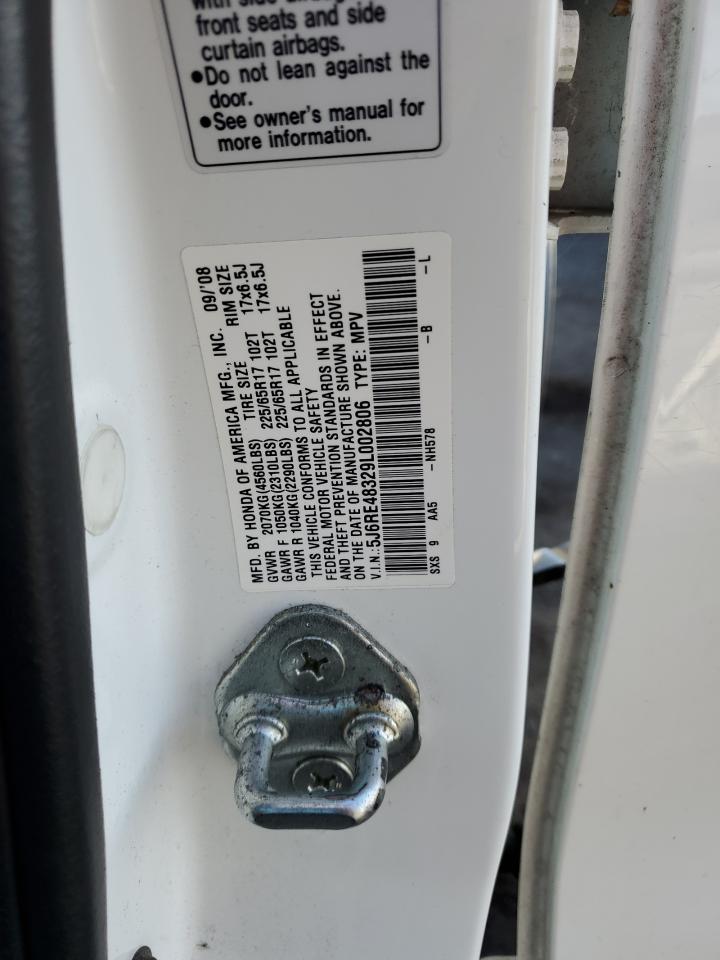 front seats and side
curtain airbags.
●Do not lean against the
door.
●See owner's manual for
more information.
MFD. BY HONDA OF AMERICA MFG., INC. 09/'08
TIRE SIZE RIM SIZE
GVWR 2070KG(4560LBS) 225/65R17 102T 17x6.5J
GAWR F 1050KG(2310LBS) 225/65R17 102T 17x6.5J
GAWR R 1040KG(2290LBS)
THIS VEHICLE CONFORMS TO ALL APPLICABLE
FEDERAL MOTOR VEHICLE SAFETY
AND THEFT PREVENTION STANDARDS IN EFFECT
ON THE DATE OF MANUFACTURE SHOWN ABOVE.
V.I.N.:5J6RE48329L002806 TYPE: MPV
SXS 9 AA5 -NH578 -B -L